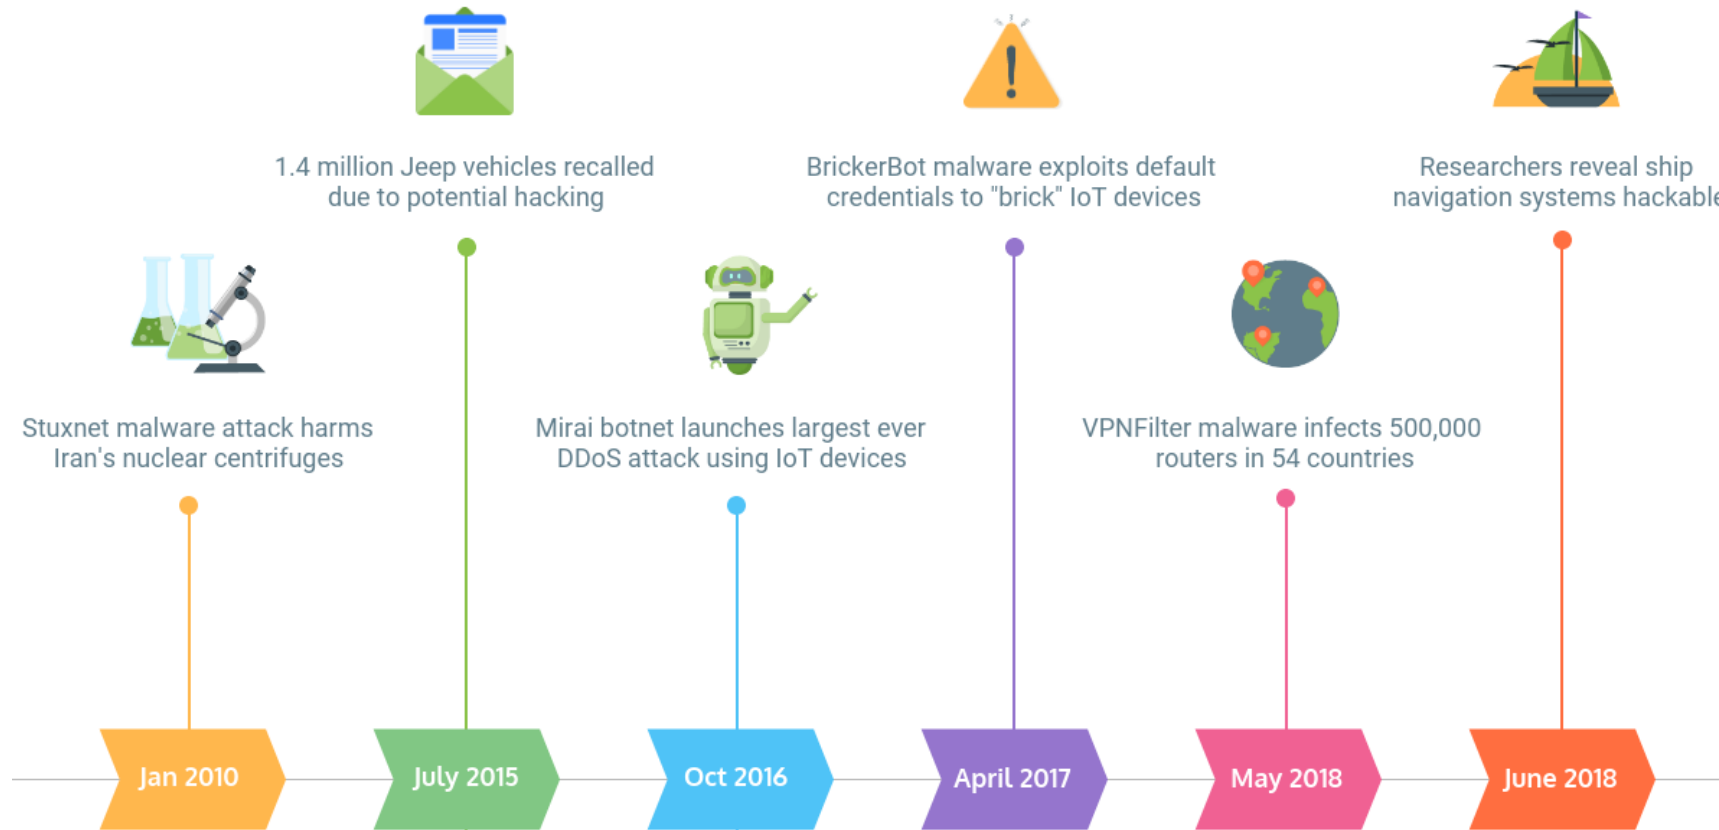 1.4 million Jeep vehicles recalled
due to potential hacking
BrickerBot malware exploits default
credentials to "brick" IoT devices
Researchers reveal ship
navigation systems hackable
Stuxnet malware attack harms
Iran's nuclear centrifuges
Mirai botnet launches largest ever
DDoS attack using IoT devices
VPNFilter malware infects 500,000
routers in 54 countries
Jan 2010
July 2015
Oct 2016
April 2017
May 2018
June 2018